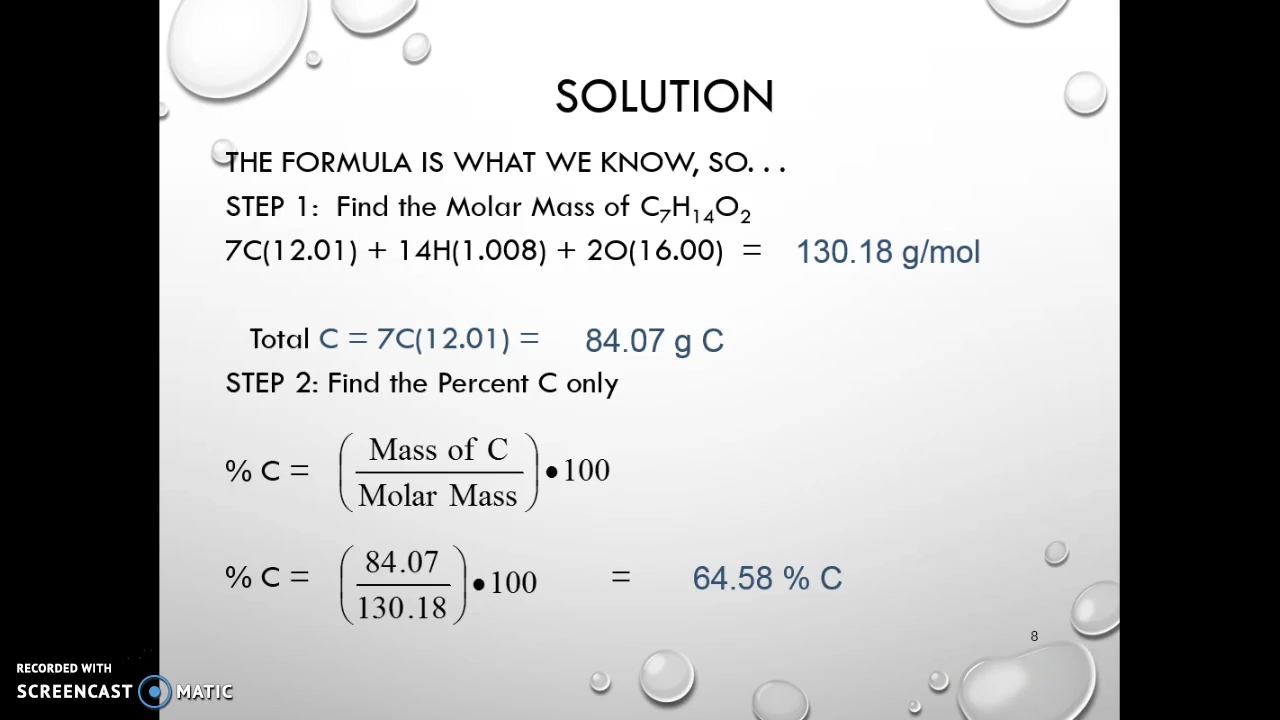 SOLUTION
THE FORMULA IS WHAT WE KNOW, SO. . .
STEP 1: Find the Molar Mass of C₇H₁₄O₂
7C(12.01) + 14H(1.008) + 2O(16.00) = 130.18 g/mol
Total C = 7C(12.01) = 84.07 g C
STEP 2: Find the Percent C only
% C = (Mass of C / Molar Mass) • 100
% C = (84.07 / 130.18) • 100 = 64.58 % C
8
RECORDED WITH
SCREENCAST MATIC